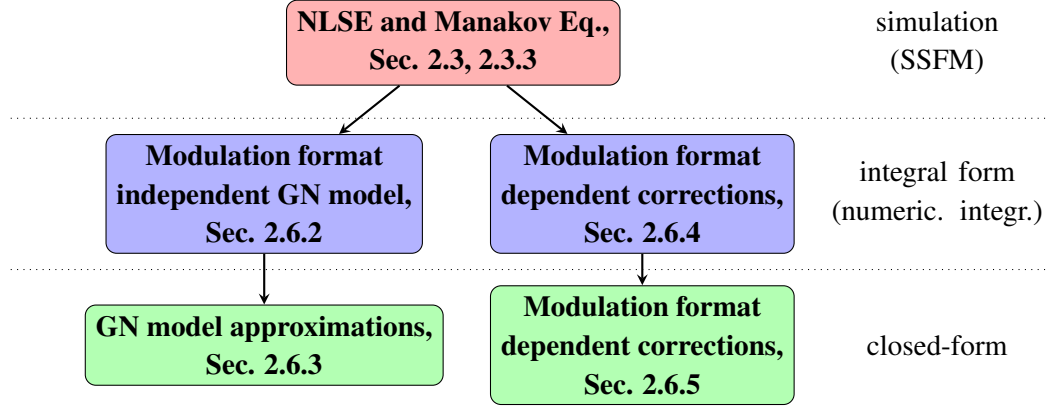 NLSE and Manakov Eq.,
Sec. 2.3, 2.3.3
simulation
(SSFM)
Modulation format
independent GN model,
Sec. 2.6.2
Modulation format
dependent corrections,
Sec. 2.6.4
integral form
(numeric. integr.)
GN model approximations,
Sec. 2.6.3
Modulation format
dependent corrections,
Sec. 2.6.5
closed-form